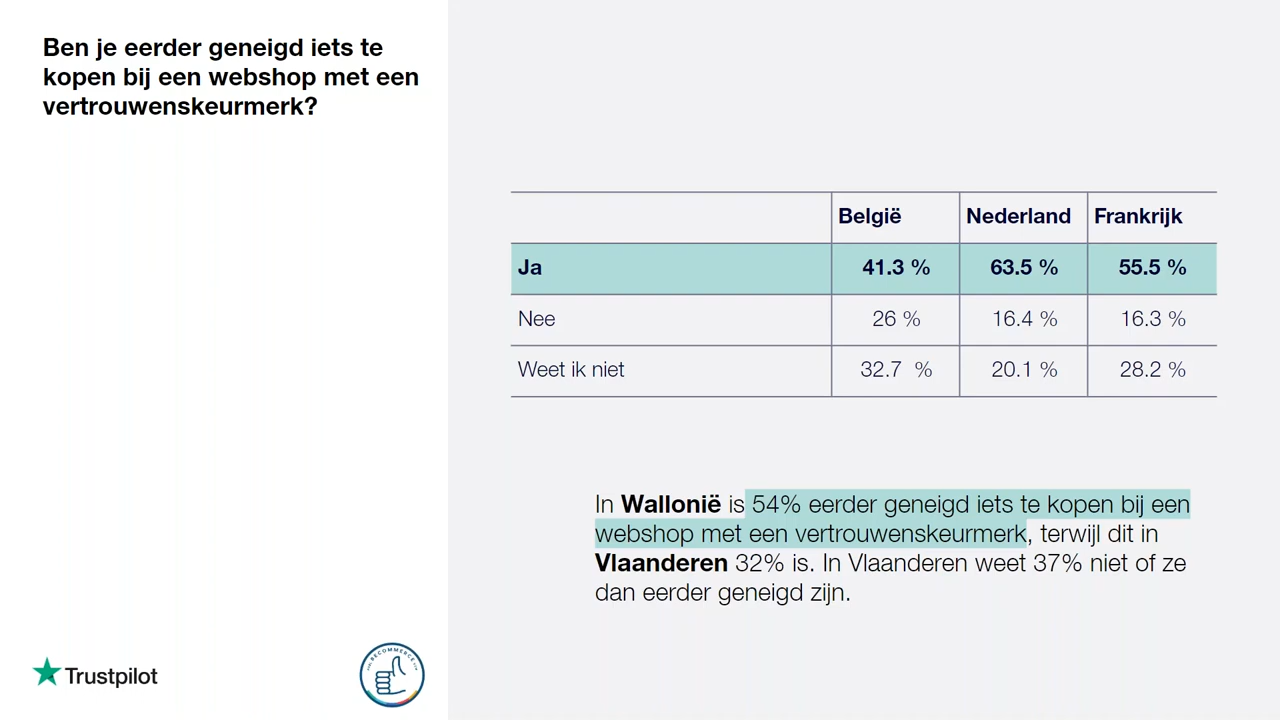 Ben je eerder geneigd iets te
kopen bij een webshop met een
vertrouwenskeurmerk?
België Nederland Frankrijk
Ja 41.3 % 63.5 % 55.5 %
Nee 26 % 16.4 % 16.3 %
Weet ik niet 32.7 % 20.1 % 28.2 %
In Wallonië is 54% eerder geneigd iets te kopen bij een
webshop met een vertrouwenskeurmerk, terwijl dit in
Vlaanderen 32% is. In Vlaanderen weet 37% niet of ze
dan eerder geneigd zijn.
Trustpilot
BECOMMERCE